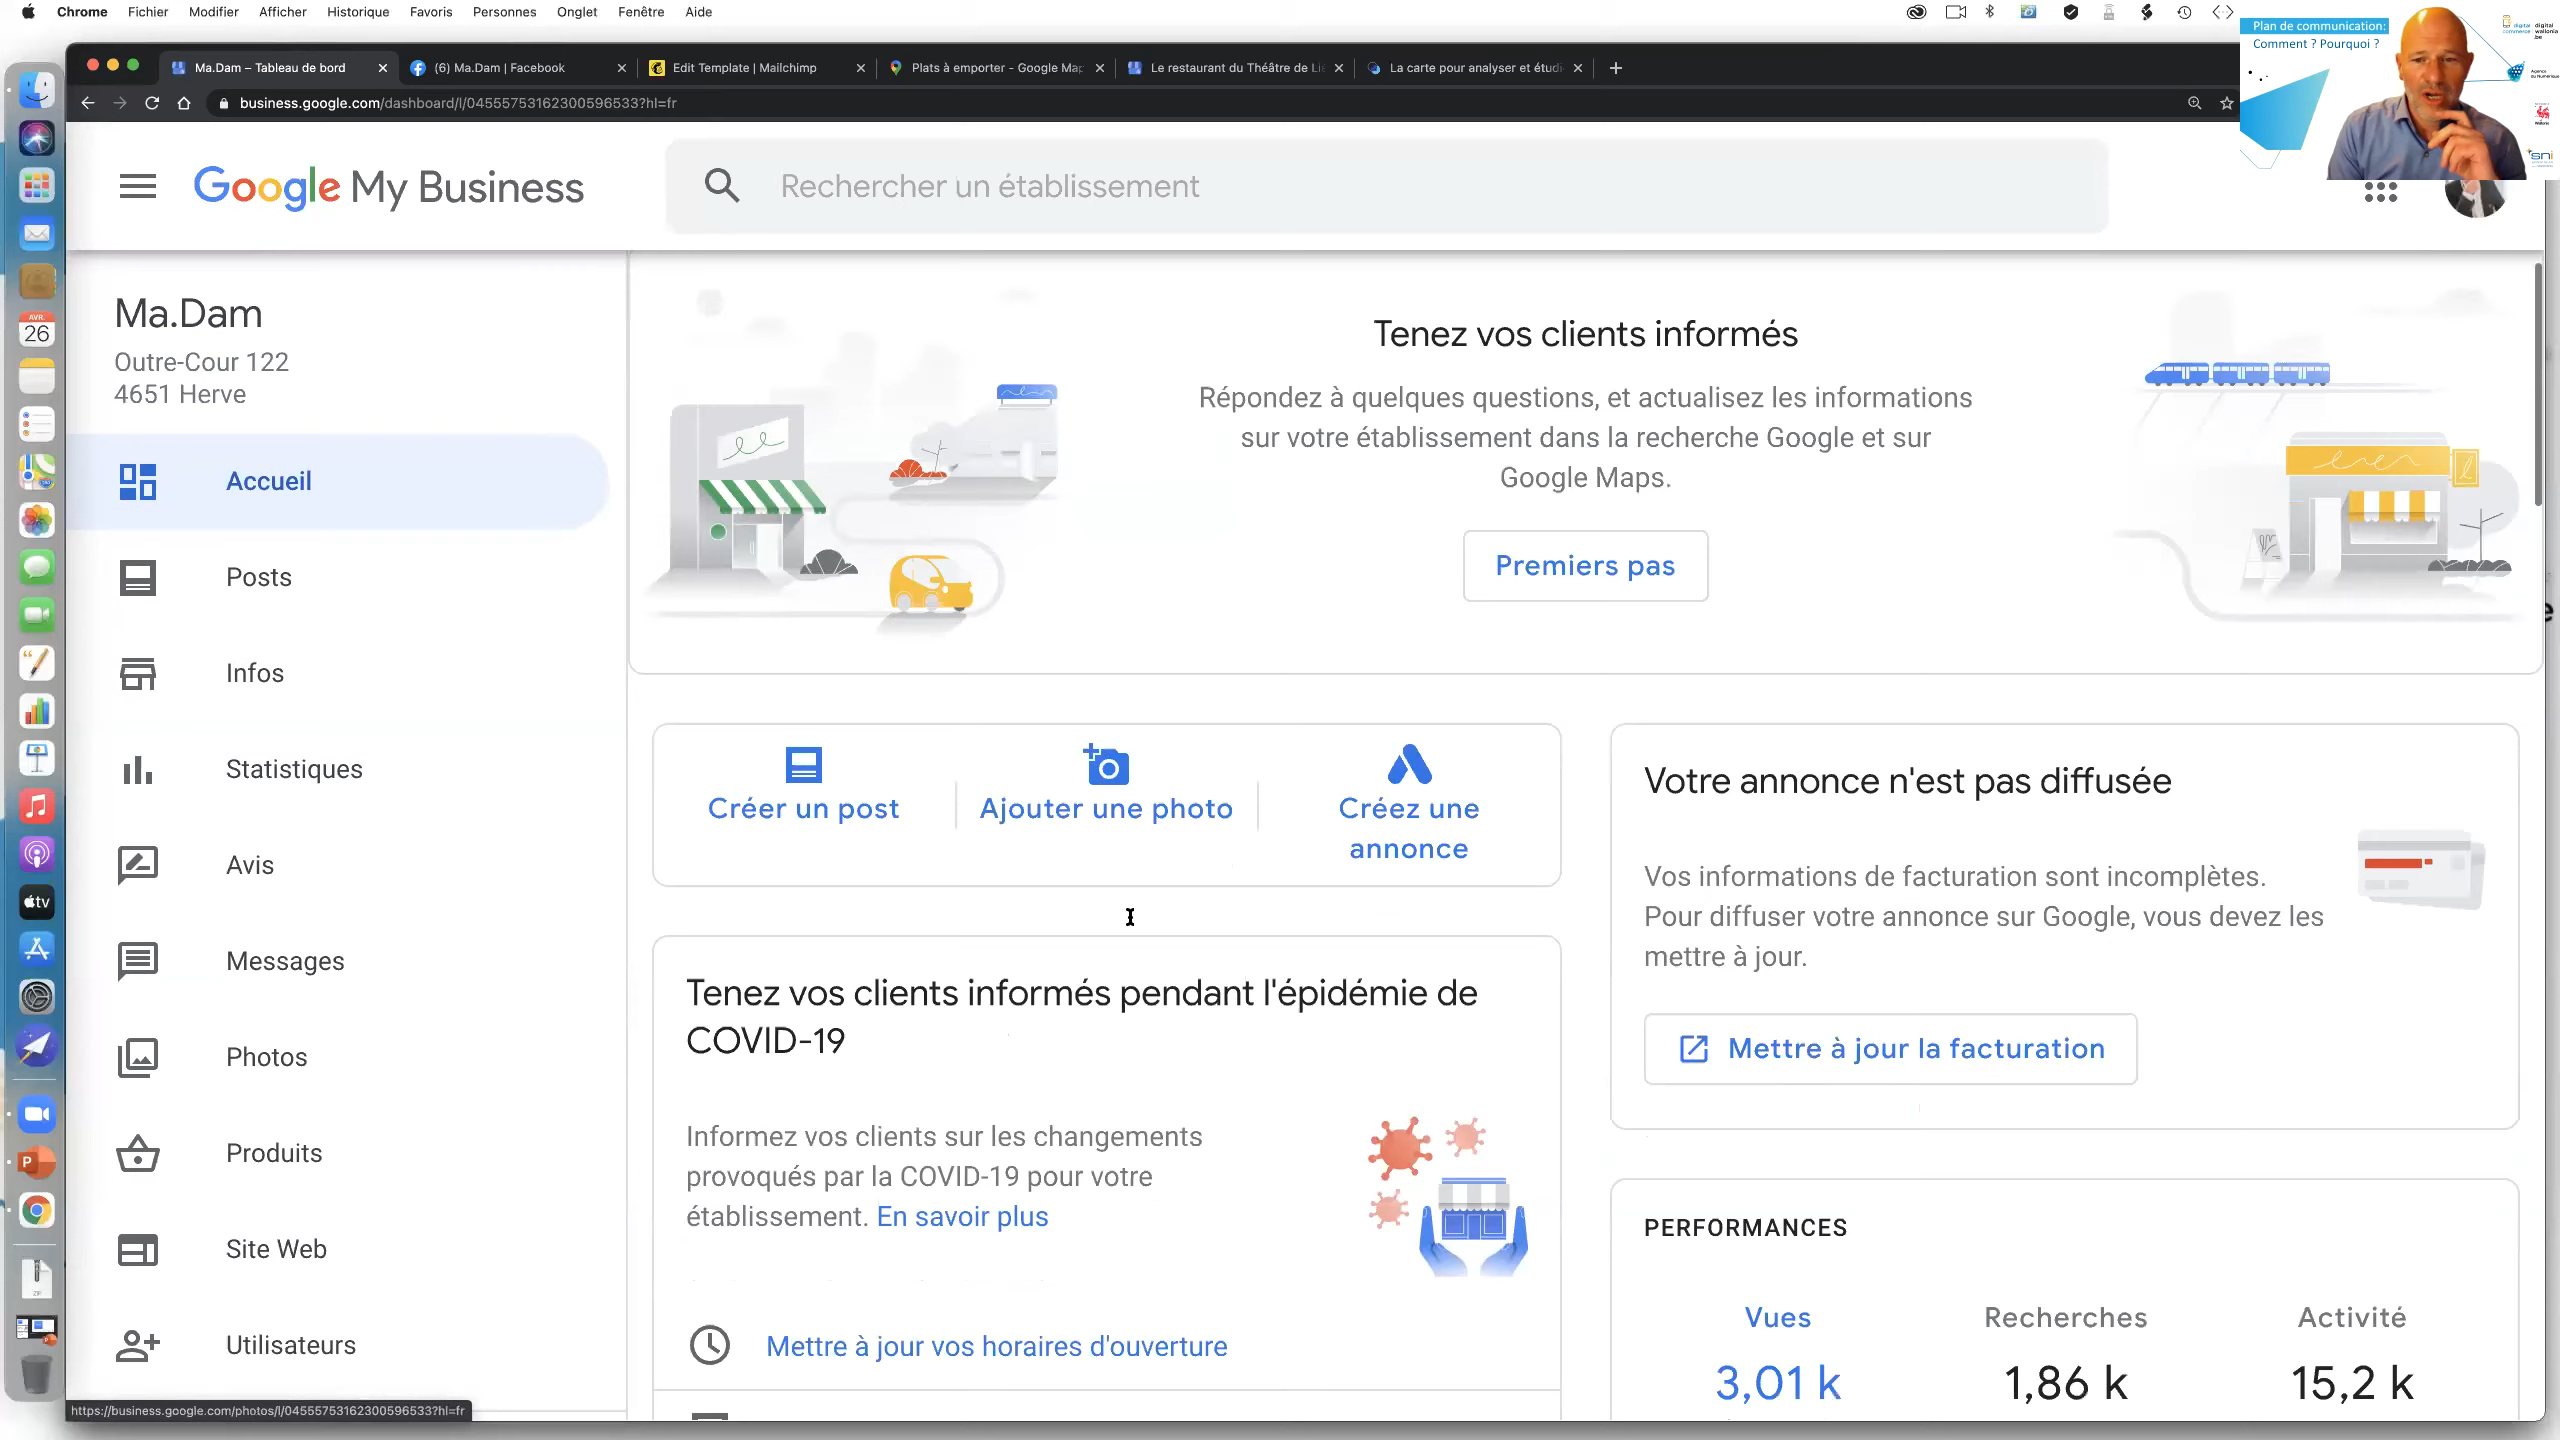 Chrome Fichier Modifier Afficher Historique Favoris Personnes Onglet Fenêtre Aide
Plan de communication:
Comment ? Pourquoi ?
Ma.Dam – Tableau de bord
(6) Ma.Dam | Facebook
Edit Template | Mailchimp
Plats à emporter - Google Map
Le restaurant du Théâtre de Li
La carte pour analyser et étudi
business.google.com/dashboard/l/04555753162300596533?hl=fr
Google My Business
Rechercher un établissement
Ma.Dam
Outre-Cour 122
4651 Herve
Accueil
Posts
Infos
Statistiques
Avis
Messages
Photos
Produits
Site Web
Utilisateurs
Tenez vos clients informés
Répondez à quelques questions, et actualisez les informations
sur votre établissement dans la recherche Google et sur
Google Maps.
Premiers pas
Créer un post
Ajouter une photo
Créez une
annonce
Tenez vos clients informés pendant l'épidémie de
COVID-19
Informez vos clients sur les changements
provoqués par la COVID-19 pour votre
établissement. En savoir plus
Mettre à jour vos horaires d'ouverture
Votre annonce n'est pas diffusée
Vos informations de facturation sont incomplètes.
Pour diffuser votre annonce sur Google, vous devez les
mettre à jour.
Mettre à jour la facturation
PERFORMANCES
Vues Recherches Activité
3,01 k 1,86 k 15,2 k
https://business.google.com/photos/l/04555753162300596533?hl=fr
AVR.
26
tv
P
ZIP
sni